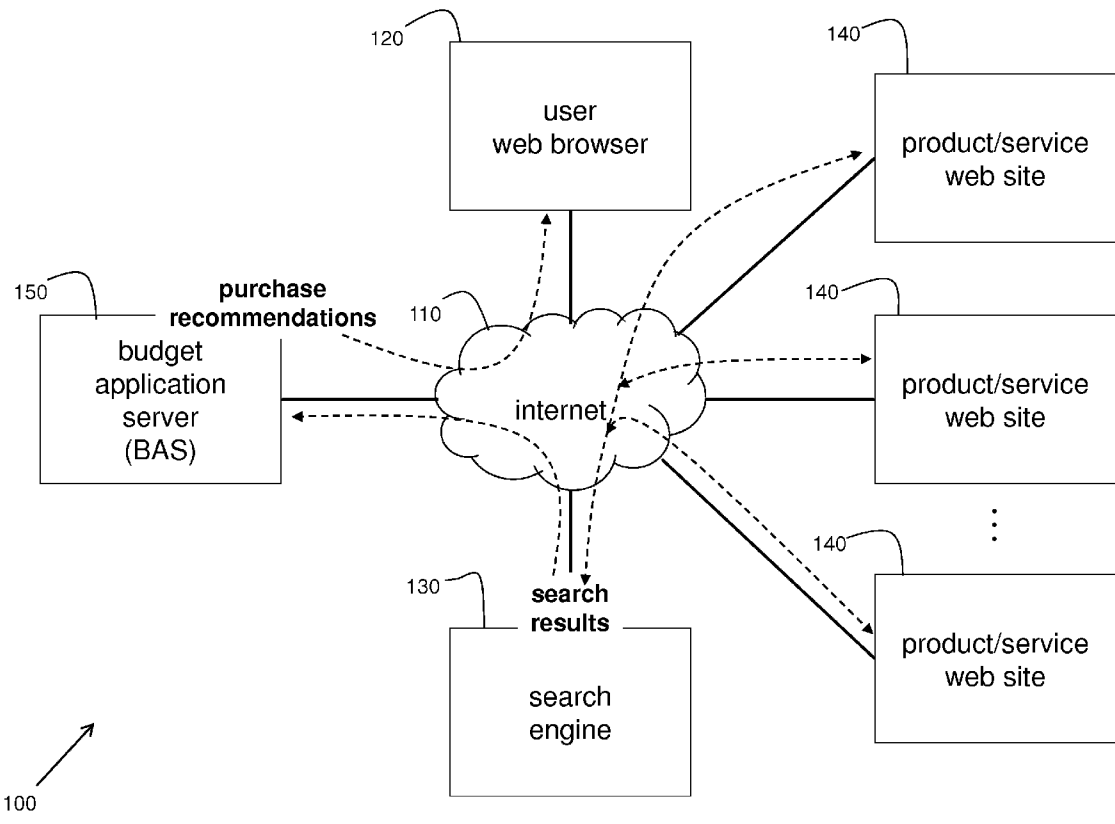 120
user
web browser
140
product/service
web site
150
purchase
recommendations
110
140
budget
application
server
(BAS)
internet
product/service
web site
140
130
search
results
search
engine
product/service
web site
100